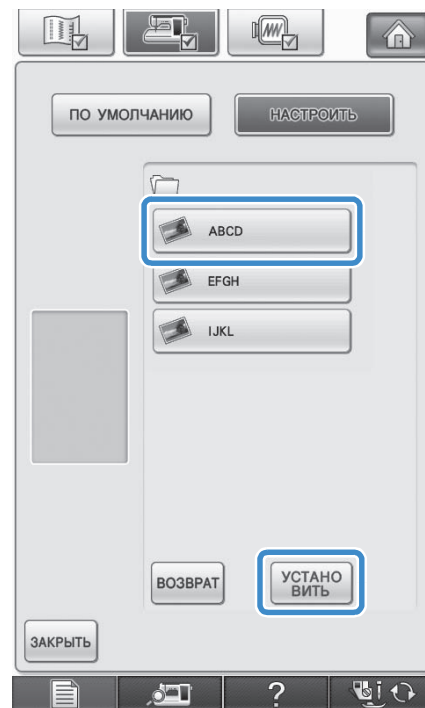 ПО УМОЛЧАНИЮ
НАСТРОИТЬ
ABCD
EFGH
IJKL
ВОЗВРАТ
УСТАНО
ВИТЬ
ЗАКРЫТЬ
?